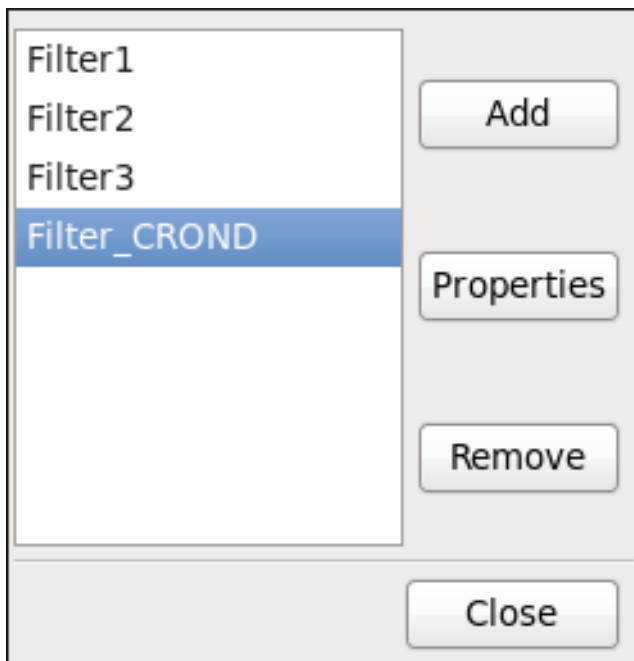 Filter1
Filter2
Filter3
Filter_CROND
Add
Properties
Remove
Close